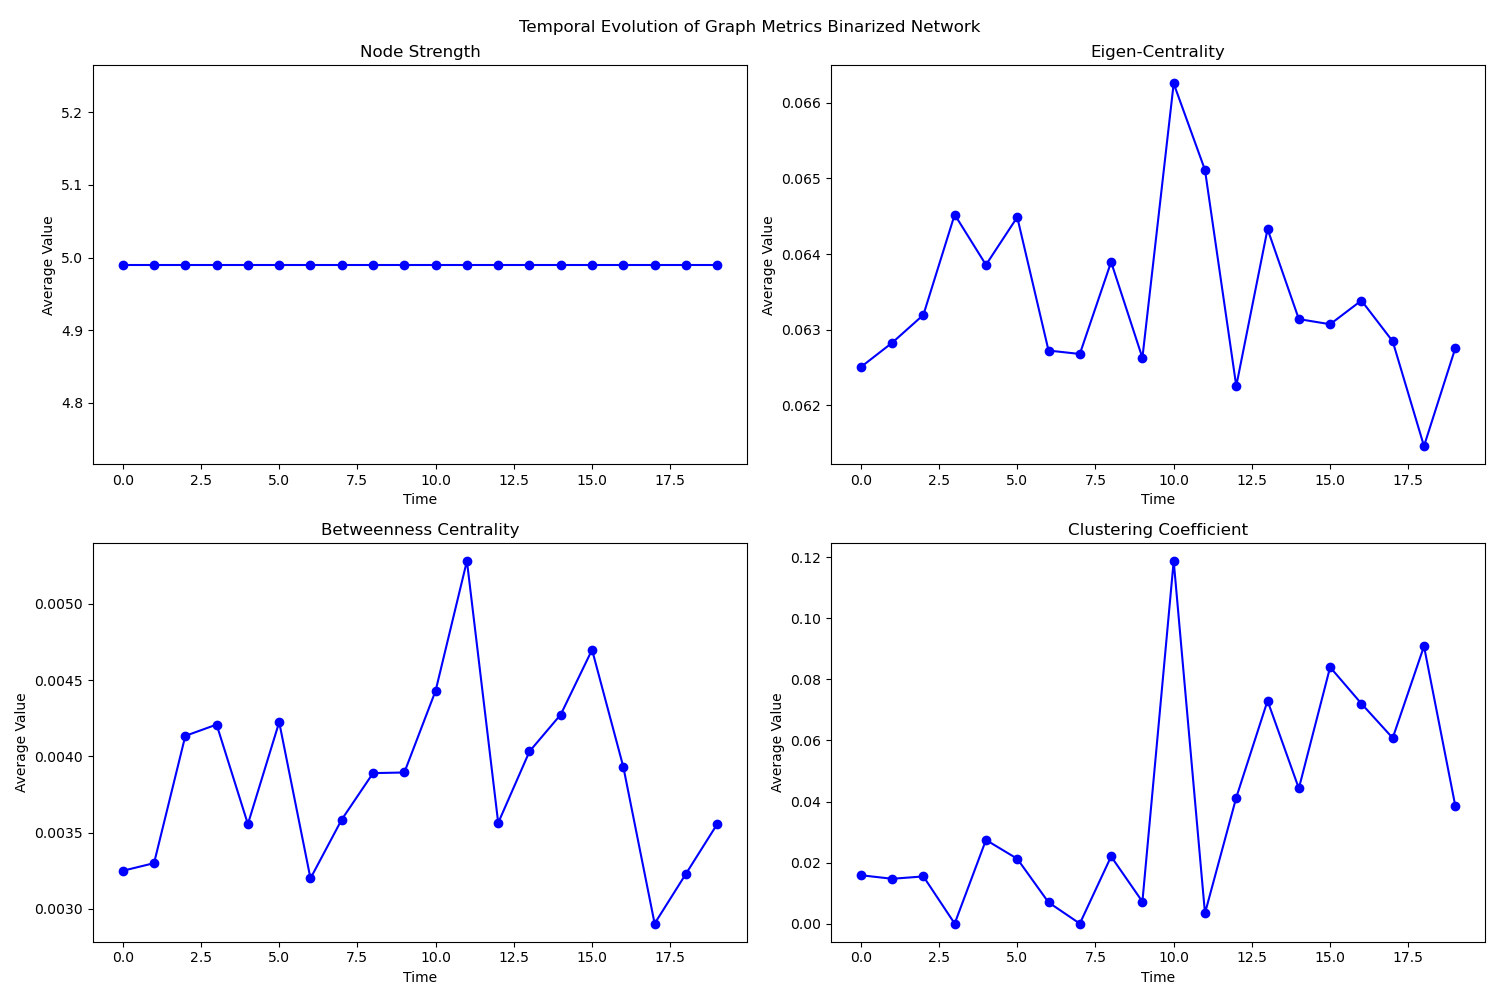 Temporal Evolution of Graph Metrics Binarized Network
Node Strength
Average Value
5.2
5.1
5.0
4.9
4.8
0.0 2.5 5.0 7.5 10.0 12.5 15.0 17.5
Time
Eigen-Centrality
Average Value
0.066
0.065
0.064
0.063
0.062
0.0 2.5 5.0 7.5 10.0 12.5 15.0 17.5
Time
Betweenness Centrality
Average Value
0.0050
0.0045
0.0040
0.0035
0.0030
0.0 2.5 5.0 7.5 10.0 12.5 15.0 17.5
Time
Clustering Coefficient
Average Value
0.12
0.10
0.08
0.06
0.04
0.02
0.00
0.0 2.5 5.0 7.5 10.0 12.5 15.0 17.5
Time